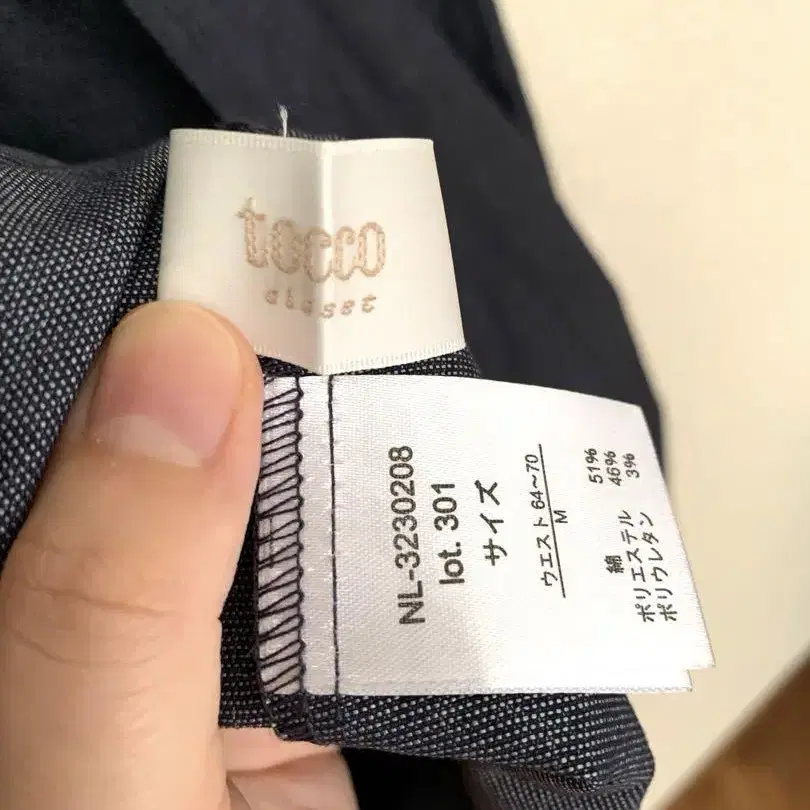 tecco
closet
NL-3230208
lot. 301
サイズ
ウエスト 64〜70
M
綿 51%
ポリエステル 46%
ポリウレタン 3%